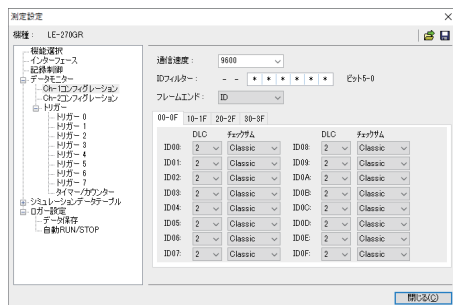 測定設定
機種： LE-270GR
機能選択
インターフェース
記録制御
データモニター
Ch-1コンフィグレーション
Ch-2コンフィグレーション
トリガー
トリガー 0
トリガー 1
トリガー 2
トリガー 3
トリガー 4
トリガー 5
トリガー 6
トリガー 7
タイマー/カウンター
シミュレーションデータテーブル
ロガー設定
データ保存
自動RUN/STOP
通信速度： 9600
IDフィルター： - - * * * * * * ビット5-0
フレームエンド： ID
00-0F 10-1F 20-2F 30-3F
DLC チェックサム DLC チェックサム
ID00: 2 Classic ID08: 2 Classic
ID01: 2 Classic ID09: 2 Classic
ID02: 2 Classic ID0A: 2 Classic
ID03: 2 Classic ID0B: 2 Classic
ID04: 2 Classic ID0C: 2 Classic
ID05: 2 Classic ID0D: 2 Classic
ID06: 2 Classic ID0E: 2 Classic
ID07: 2 Classic ID0F: 2 Classic
閉じる(C)